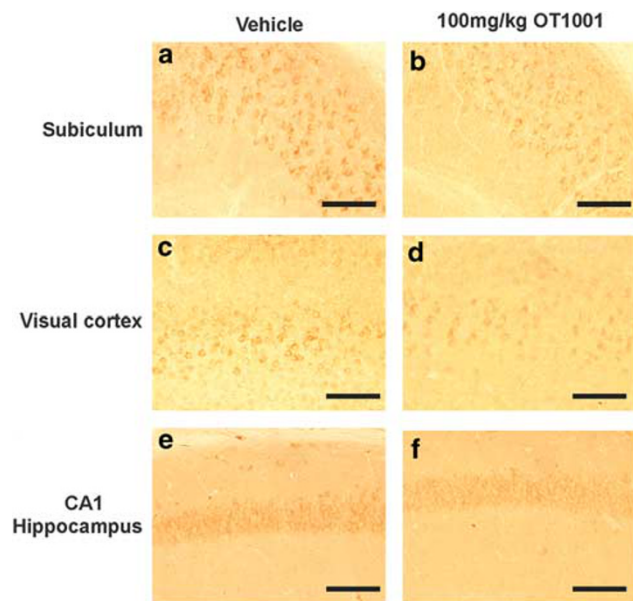 Vehicle
100mg/kg OT1001
Subiculum
a
b
Visual cortex
c
d
CA1
Hippocampus
e
f